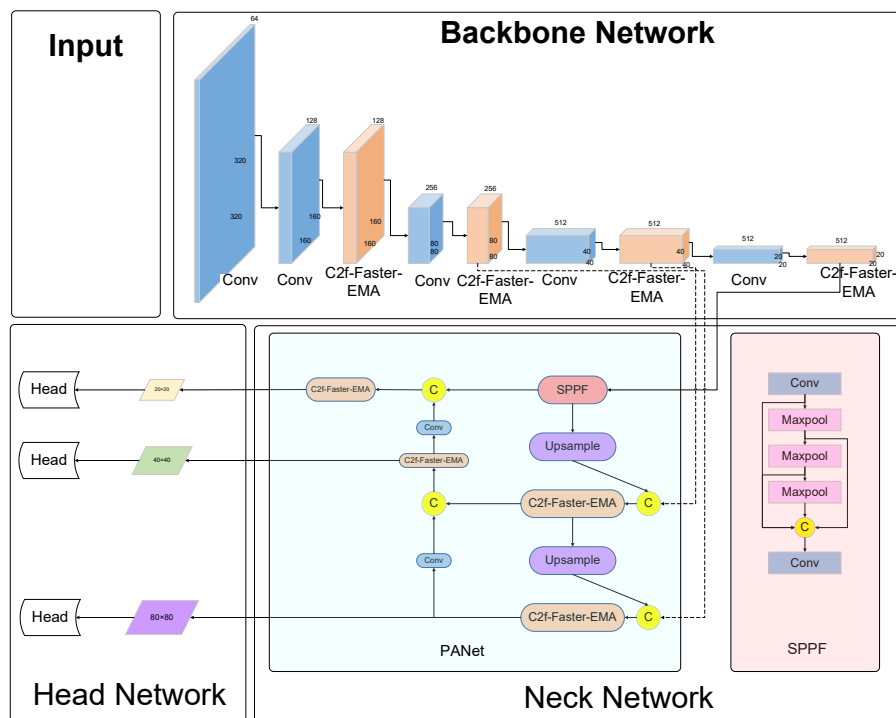 Input
Backbone Network
64
320
320
Conv
128
160
160
Conv
128
160
160
C2f-Faster-
EMA
256
80
80
Conv
256
80
80
C2f-Faster-
EMA
512
40
40
Conv
512
40
40
C2f-Faster-
EMA
512
20
20
Conv
512
20
20
C2f-Faster-
EMA
Head
20×20
C2f-Faster-EMA
C
SPPF
Conv
Upsample
Head
40×40
C2f-Faster-EMA
C
C2f-Faster-EMA
C
Conv
Upsample
Head
80×80
C2f-Faster-EMA
C
PANet
Conv
Maxpool
Maxpool
Maxpool
C
Conv
SPPF
Head Network
Neck Network